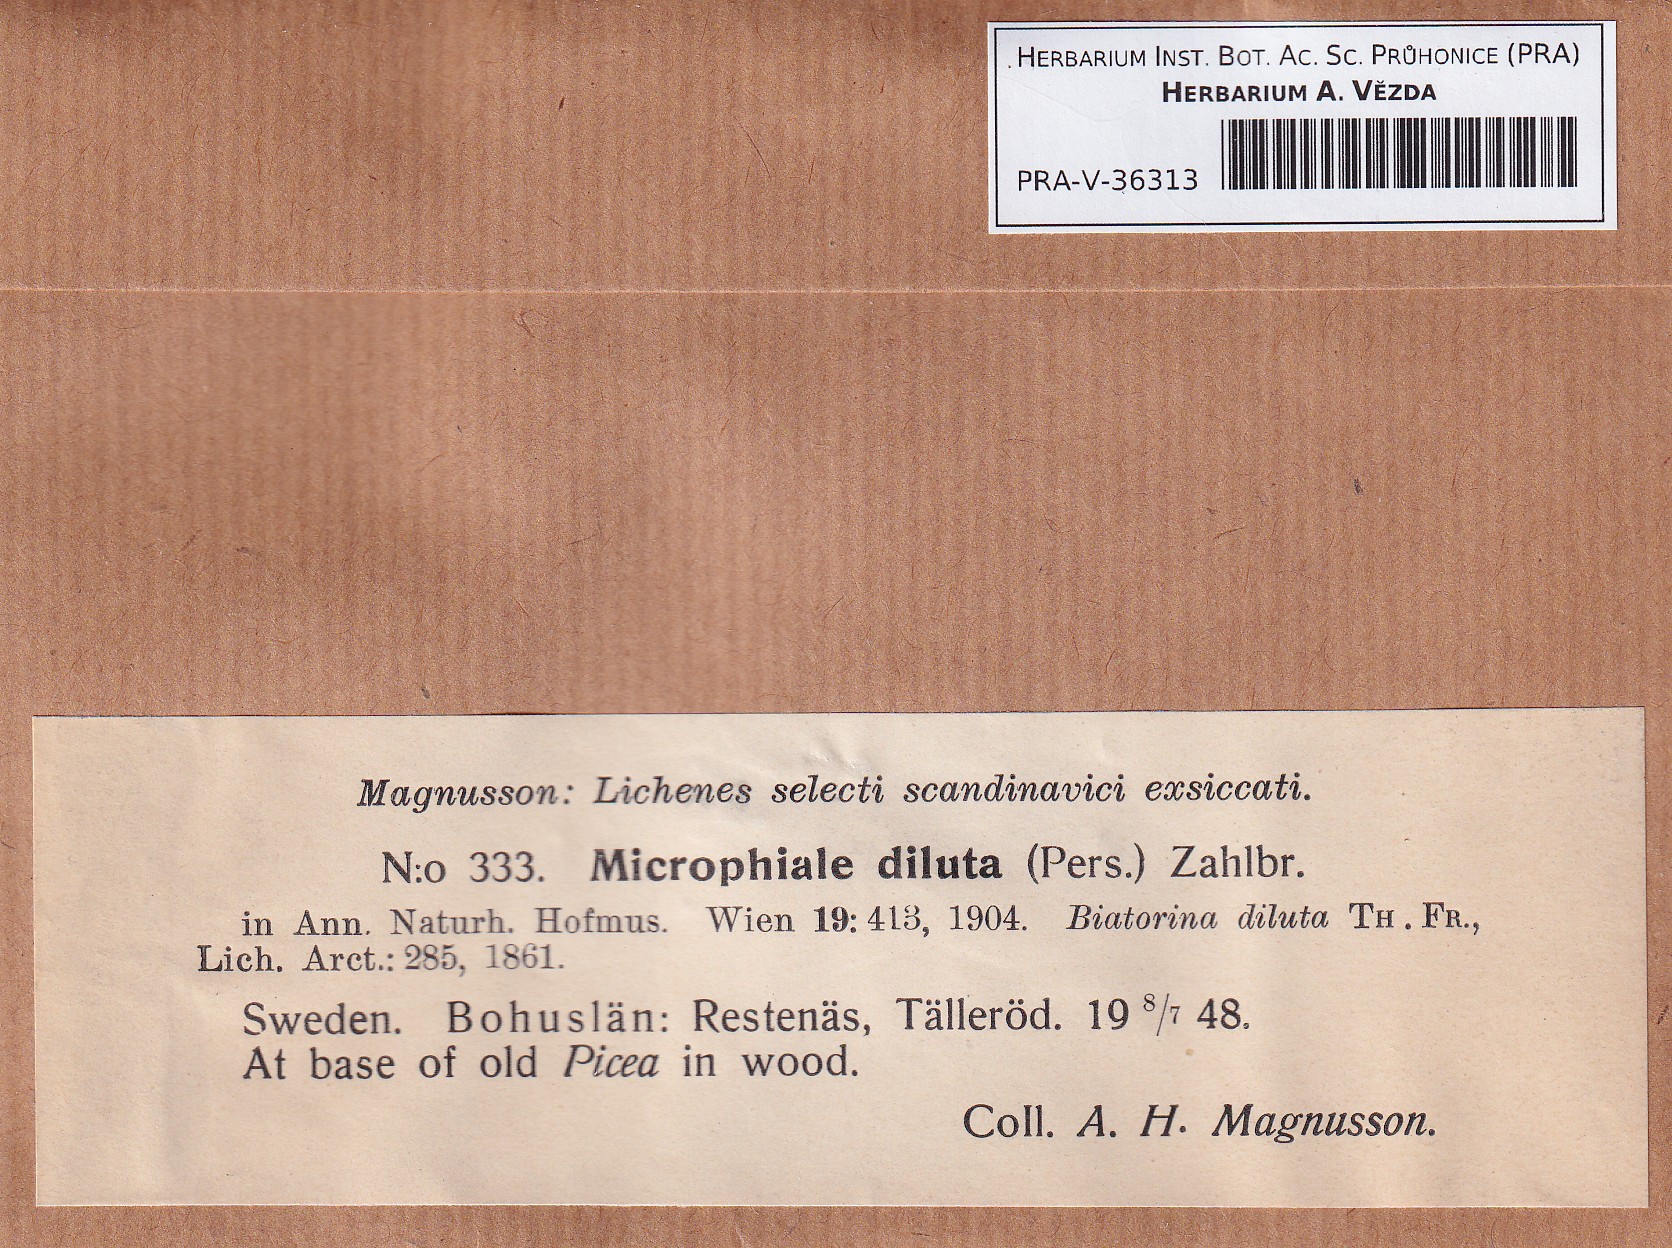 HERBARIUM INST. BOT. AC. SC. PRŮHONICE (PRA)
HERBARIUM A. VĚZDA
PRA-V-36313
Magnusson: Lichenes selecti scandinavici exsiccati.
N:o 333. Microphiale diluta (Pers.) Zahlbr.
in Ann. Naturh. Hofmus. Wien 19: 413, 1904. Biatorina diluta TH. FR.,
Lich. Arct.: 285, 1861.
Sweden. Bohuslän: Restenäs, Tälleröd. 19 8/7 48.
At base of old Picea in wood.
Coll. A. H. Magnusson.